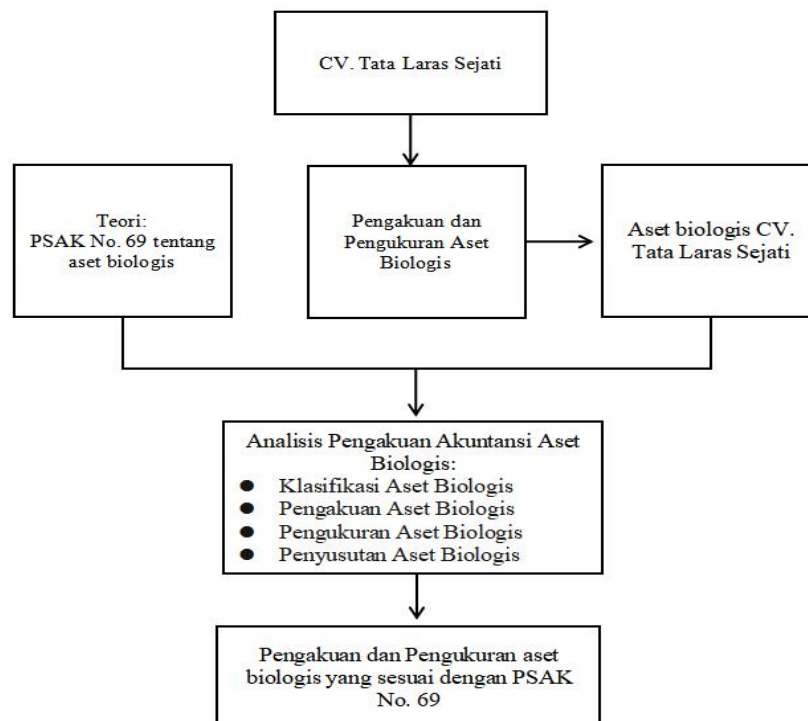 CV. Tata Laras Sejati
Teori:
PSAK No. 69 tentang
aset biologis
Pengakuan dan
Pengukuran Aset
Biologis
Aset biologis CV.
Tata Laras Sejati
Analisis Pengakuan Akuntansi Aset
Biologis:
● Klasifikasi Aset Biologis
● Pengakuan Aset Biologis
● Pengukuran Aset Biologis
● Penyusutan Aset Biologis
Pengakuan dan Pengukuran aset
biologis yang sesuai dengan PSAK
No. 69